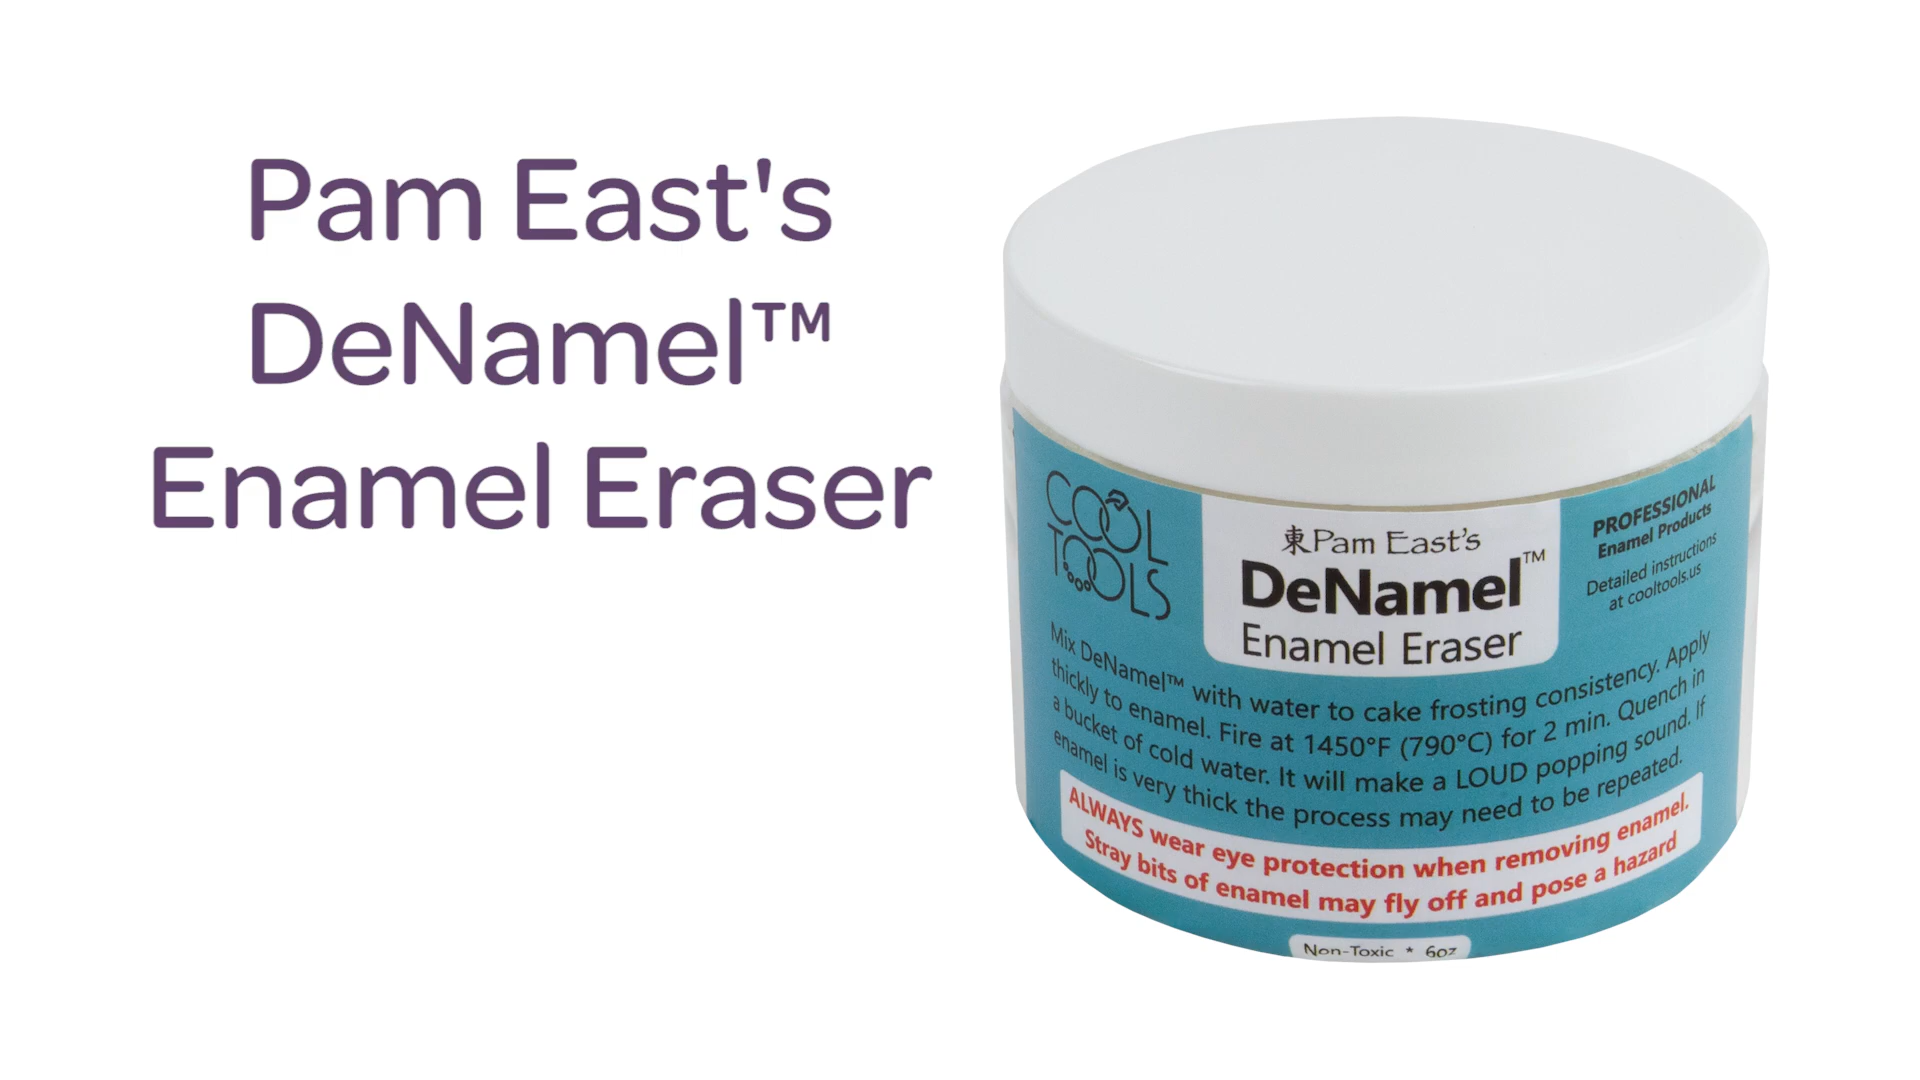 Pam East's
DeNamel™
Enamel Eraser
COOL
TOOLS
東Pam East's
DeNamel™
Enamel Eraser
PROFESSIONAL
Enamel Products
Detailed instructions
at cooltools.us
Mix DeNamel™ with water to cake frosting consistency. Apply
thickly to enamel. Fire at 1450°F (790°C) for 2 min. Quench in
a bucket of cold water. It will make a LOUD popping sound. If
enamel is very thick the process may need to be repeated.
ALWAYS wear eye protection when removing enamel.
Stray bits of enamel may fly off and pose a hazard
Non-Toxic * 6oz